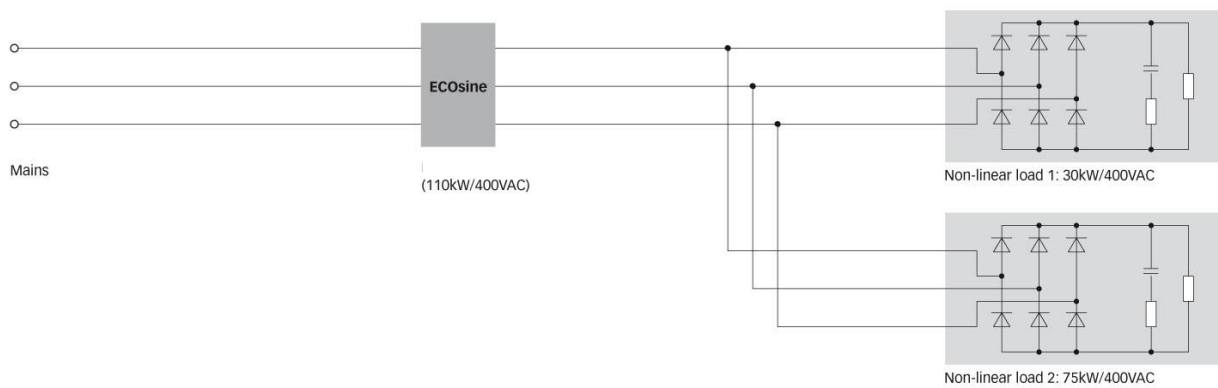 ECOsine
Mains
(110kW/400VAC)
Non-linear load 1: 30kW/400VAC
Non-linear load 2: 75kW/400VAC